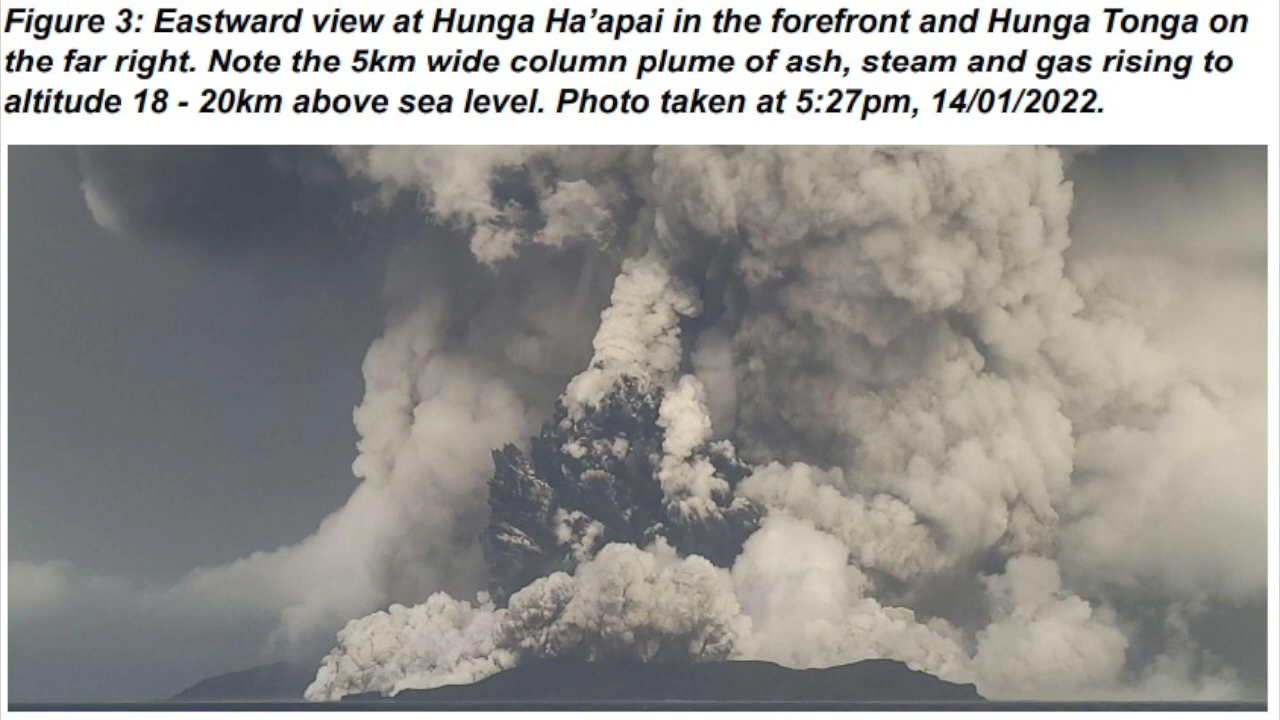 Figure 3: Eastward view at Hunga Ha’apai in the forefront and Hunga Tonga on
the far right. Note the 5km wide column plume of ash, steam and gas rising to
altitude 18 - 20km above sea level. Photo taken at 5:27pm, 14/01/2022.